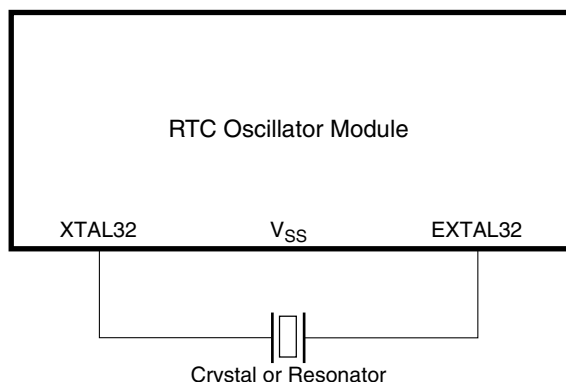 RTC Oscillator Module
XTAL32 VSS EXTAL32
Crystal or Resonator